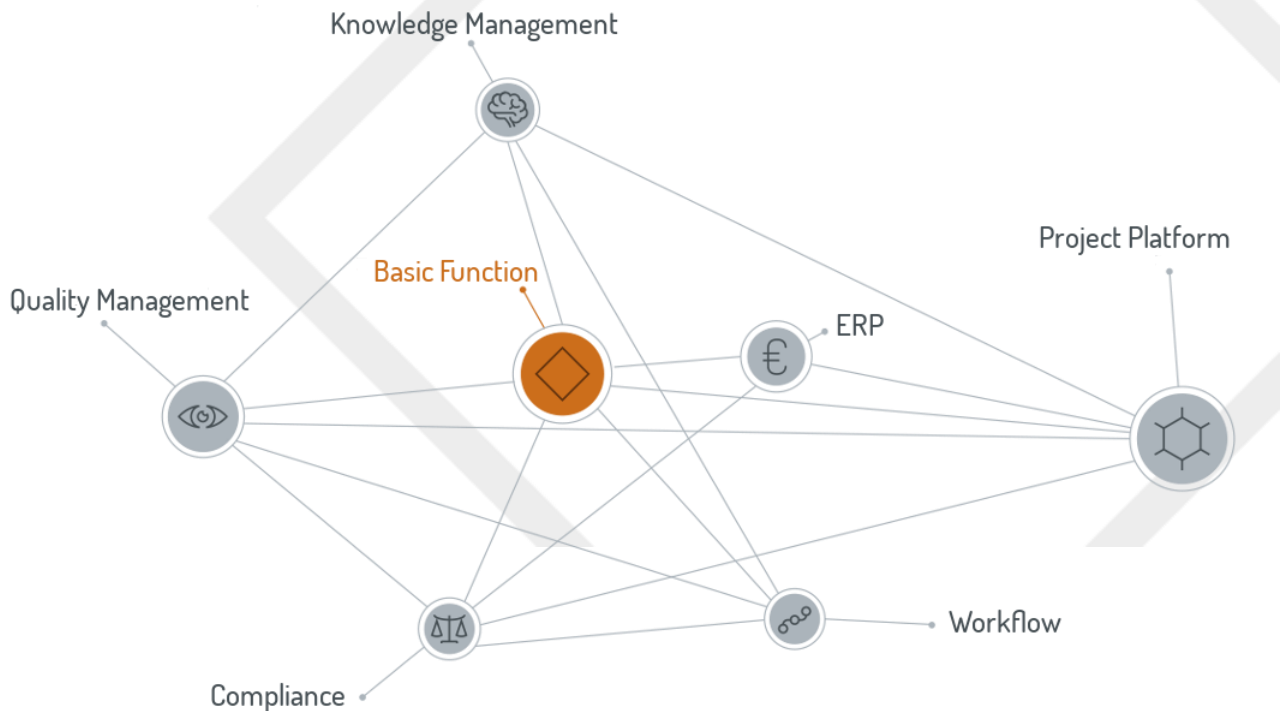 Knowledge Management
Project Platform
Basic Function
Quality Management
ERP
€
Workflow
Compliance